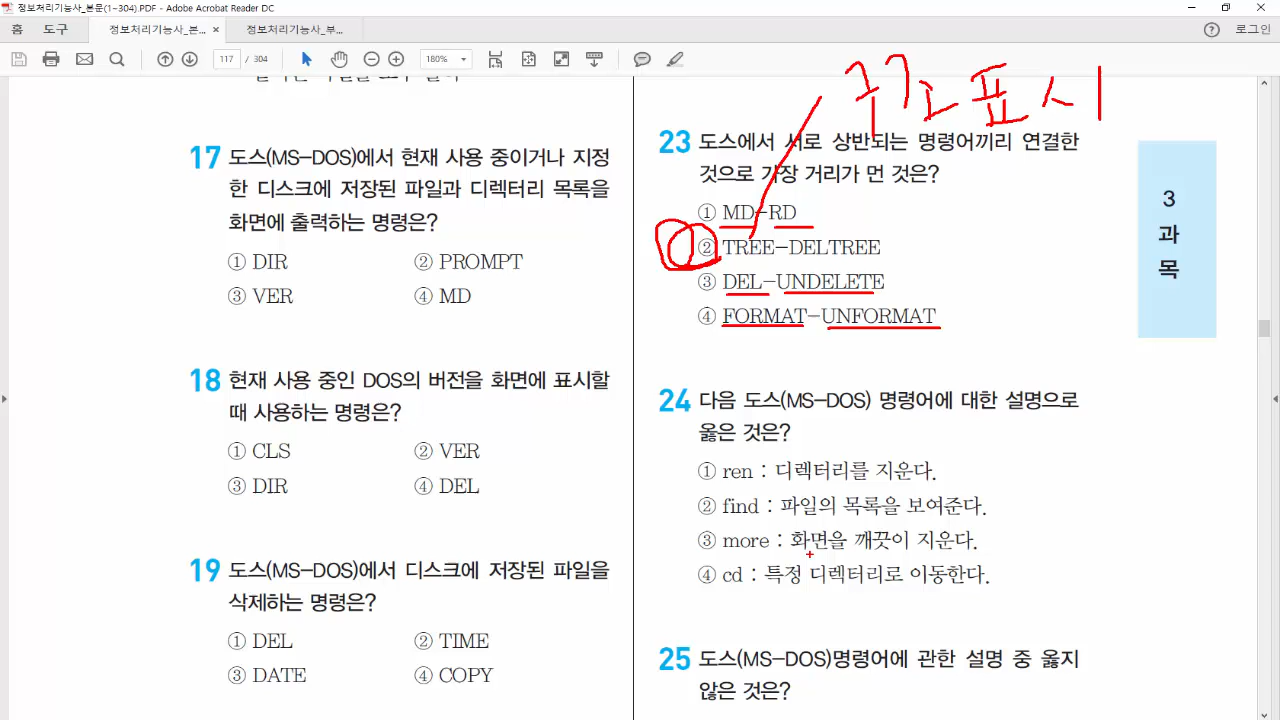 정보처리기능사_본문(1~304).PDF - Adobe Acrobat Reader DC
홈 도구 정보처리기능사_본... × 정보처리기능사_부... 로그인
117 / 304 180%
17 도스(MS-DOS)에서 현재 사용 중이거나 지정
한 디스크에 저장된 파일과 디렉터리 목록을
화면에 출력하는 명령은?
① DIR ② PROMPT
③ VER ④ MD
18 현재 사용 중인 DOS의 버전을 화면에 표시할
때 사용하는 명령은?
① CLS ② VER
③ DIR ④ DEL
19 도스(MS-DOS)에서 디스크에 저장된 파일을
삭제하는 명령은?
① DEL ② TIME
③ DATE ④ COPY
구조표시
23 도스에서 서로 상반되는 명령어끼리 연결한
것으로 가장 거리가 먼 것은?
① MD-RD
② TREE-DELTREE
③ DEL-UNDELETE
④ FORMAT-UNFORMAT
24 다음 도스(MS-DOS) 명령어에 대한 설명으로
옳은 것은?
① ren : 디렉터리를 지운다.
② find : 파일의 목록을 보여준다.
③ more : 화면을 깨끗이 지운다.
④ cd : 특정 디렉터리로 이동한다.
25 도스(MS-DOS)명령어에 관한 설명 중 옳지
않은 것은?
3
과
목